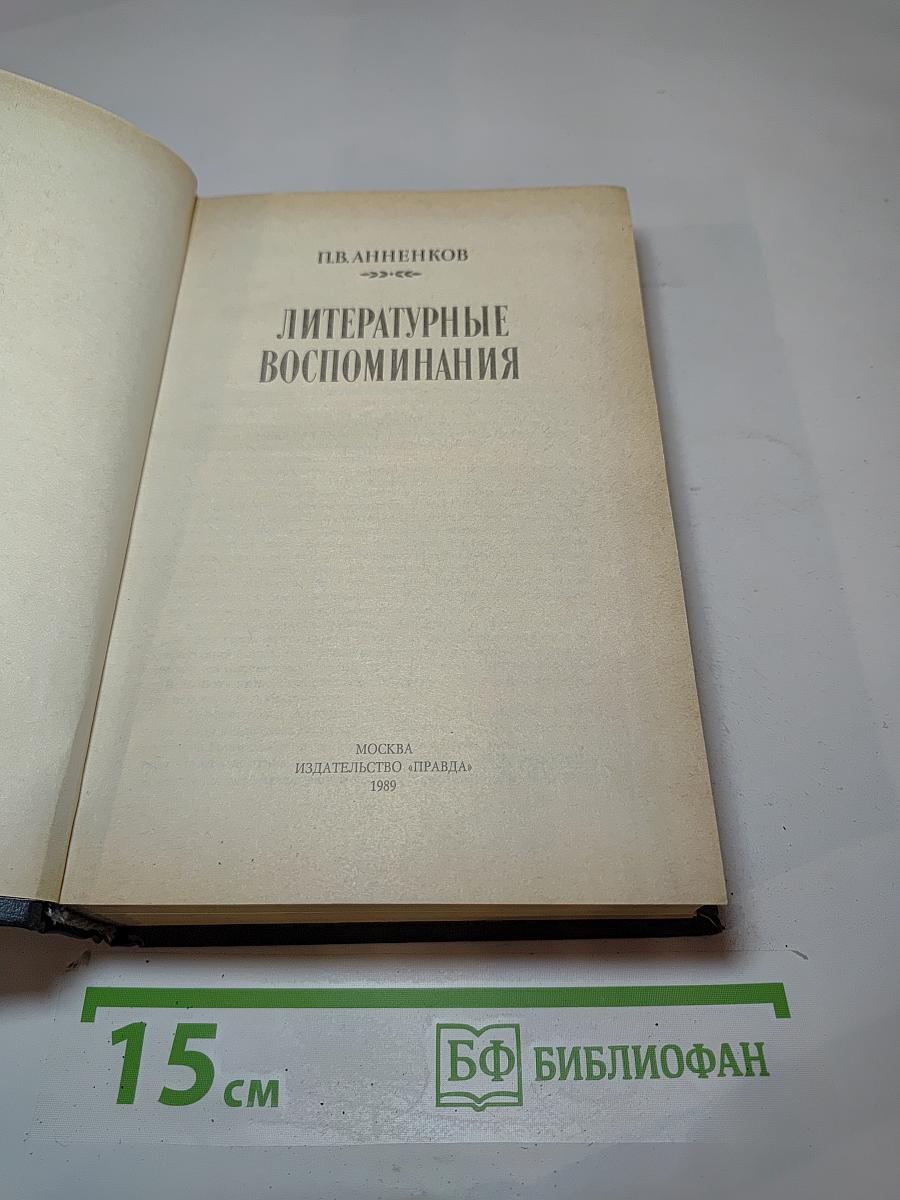 П.В.АННЕНКОВ
ЛИТЕРАТУРНЫЕ
ВОСПОМИНАНИЯ
МОСКВА
ИЗДАТЕЛЬСТВО «ПРАВДА»
1989
15 см
БФ БИБЛИОФАН